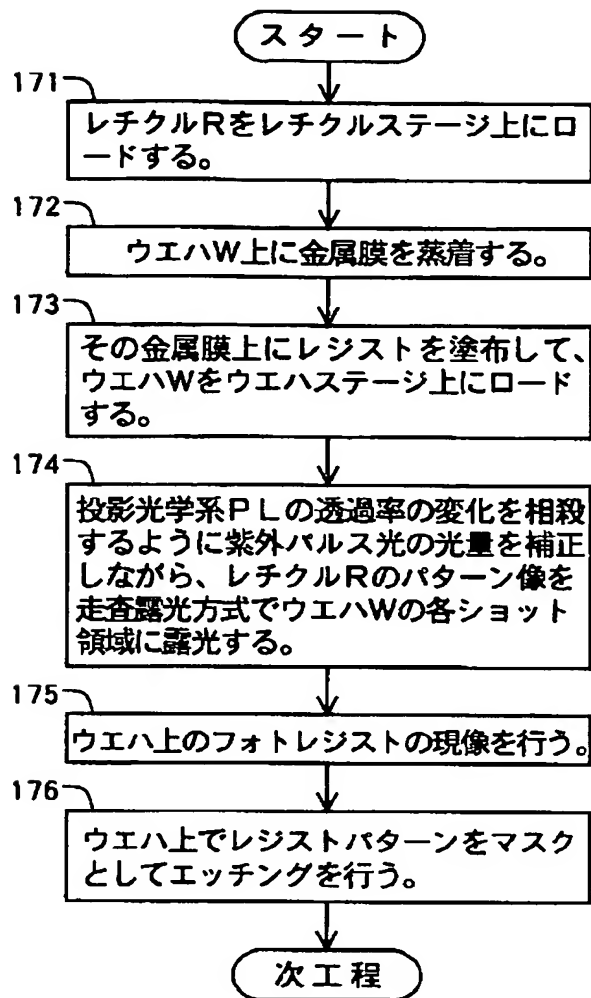 スタート
171
レチクルRをレチクルステージ上にロ
ードする。
172
ウエハW上に金属膜を蒸着する。
173
その金属膜上にレジストを塗布して、
ウエハWをウエハステージ上にロード
する。
174
投影光学系PLの透過率の変化を相殺
するように紫外パルス光の光量を補正
しながら、レチクルRのパターン像を
走査露光方式でウエハWの各ショット
領域に露光する。
175
ウエハ上のフォトレジストの現像を行う。
176
ウエハ上でレジストパターンをマスク
としてエッチングを行う。
次工程